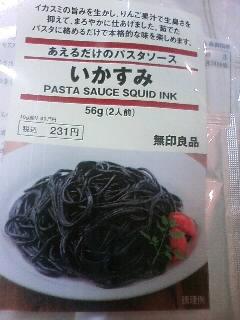 イカスミの旨みを生かし、りんご果汁で生臭さを
抑えて、まろやかに仕上げました。茹でた
パスタに絡めるだけで本格的な味を楽しめます。
あえるだけのパスタソース
いかすみ
PASTA SAUCE SQUID INK
56g(2人前)
税込 231円
無印良品
調理例